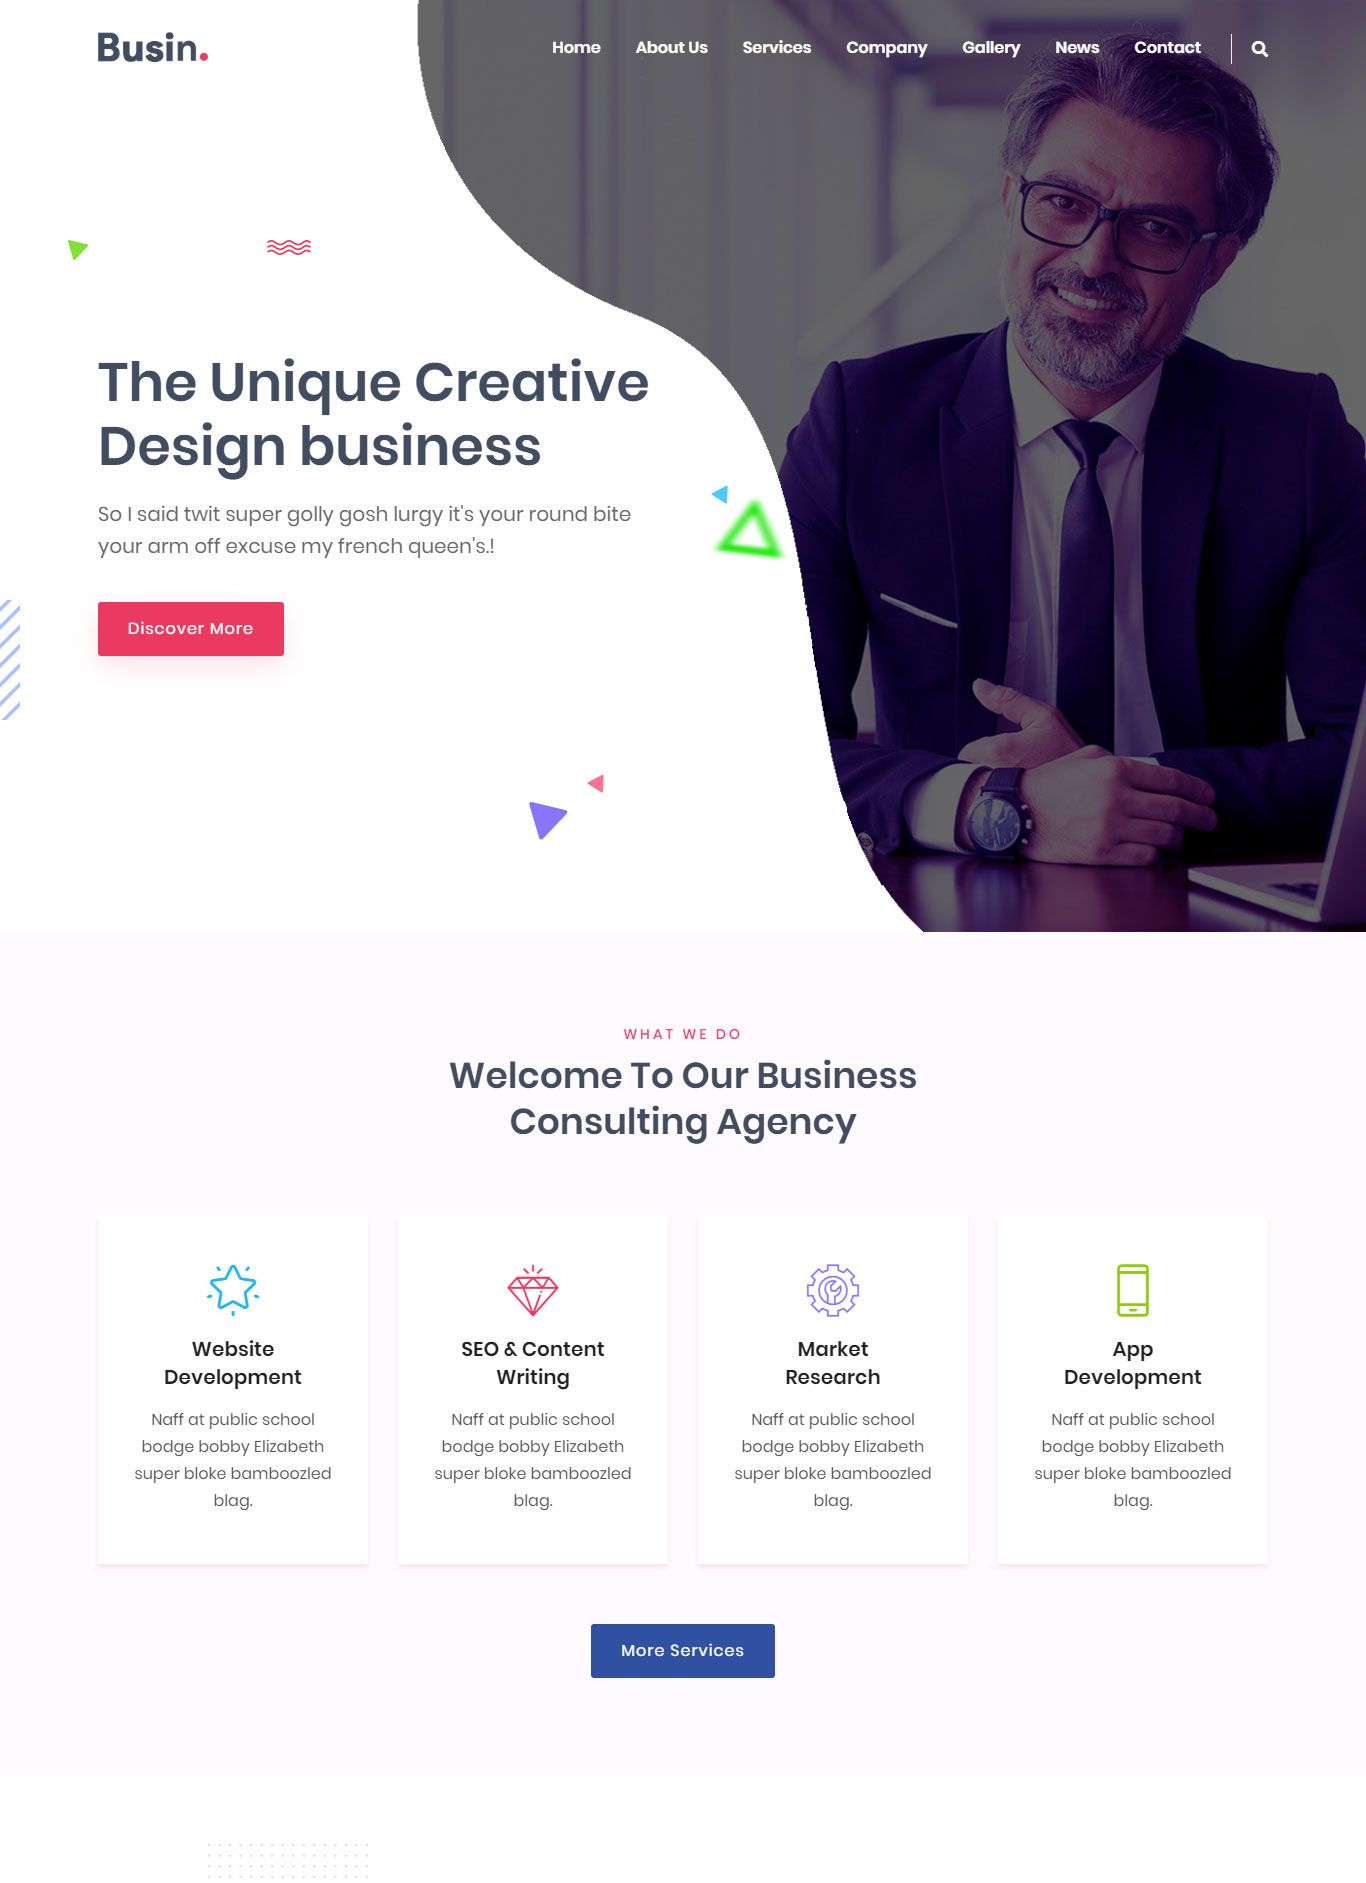 Busin.
Home About Us Services Company Gallery News Contact
The Unique Creative
Design business
So I said twit super golly gosh lurgy it's your round bite
your arm off excuse my french queen's.!
Discover More
WHAT WE DO
Welcome To Our Business
Consulting Agency
Website
Development
Naff at public school
bodge bobby Elizabeth
super bloke bamboozled
blag.
SEO & Content
Writing
Naff at public school
bodge bobby Elizabeth
super bloke bamboozled
blag.
Market
Research
Naff at public school
bodge bobby Elizabeth
super bloke bamboozled
blag.
App
Development
Naff at public school
bodge bobby Elizabeth
super bloke bamboozled
blag.
More Services